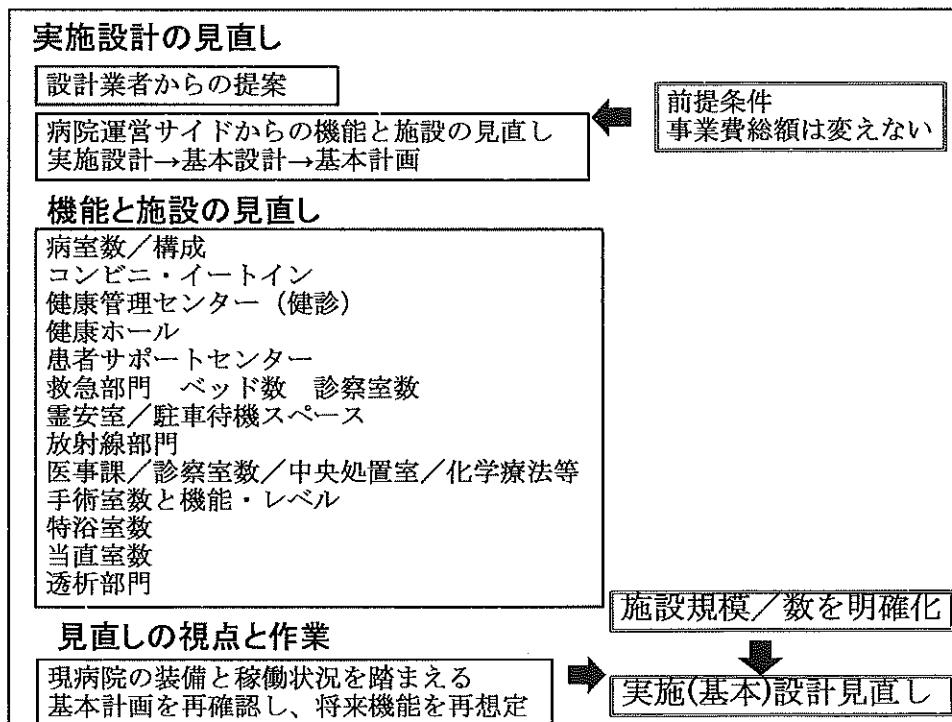 実施設計の見直し
設計業者からの提案
病院運営サイドからの機能と施設の見直し
実施設計→基本設計→基本計画
前提条件
事業費総額は変えない
機能と施設の見直し
病室数／構成
コンビニ・イートイン
健康管理センター（健診）
健康ホール
患者サポートセンター
救急部門　ベッド数　診察室数
霊安室／駐車待機スペース
放射線部門
医事課／診察室数／中央処置室／化学療法等
手術室数と機能・レベル
特浴室数
当直室数
透析部門
見直しの視点と作業
現病院の装備と稼働状況を踏まえる
基本計画を再確認し、将来機能を再想定
施設規模／数を明確化
実施(基本)設計見直し